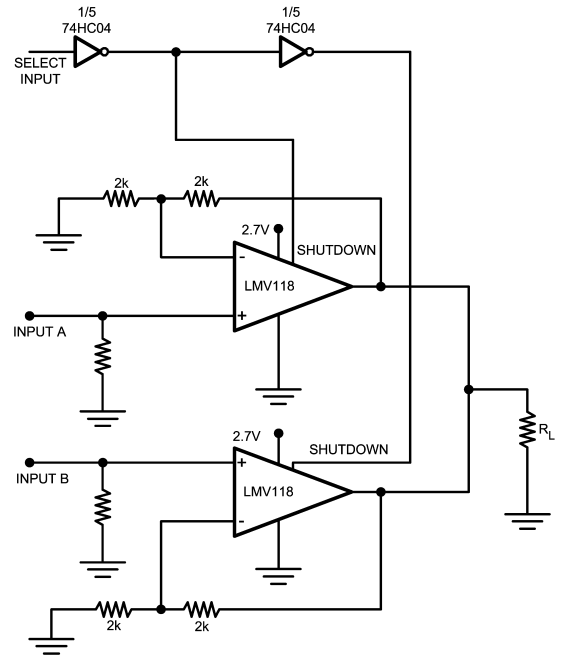 1/5
74HC04
1/5
74HC04
SELECT
INPUT
2k
2k
2.7V
SHUTDOWN
-
LMV118
+
INPUT A
2.7V
SHUTDOWN
+
INPUT B
LMV118
-
RL
2k
2k